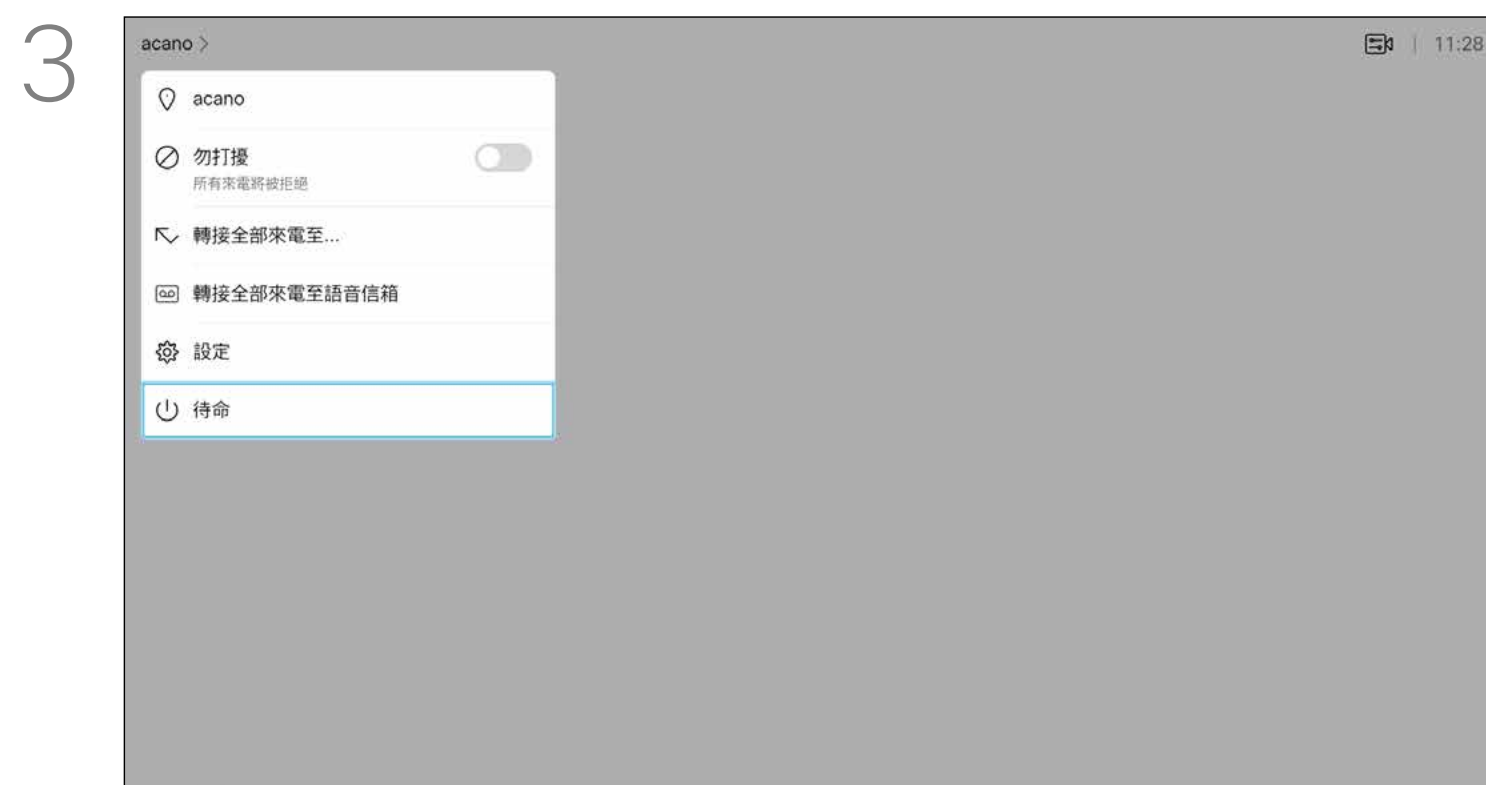 3
acano >
11:28
acano
勿打擾
所有來電將被拒絕
轉接全部來電至...
轉接全部來電至語音信箱
設定
待命